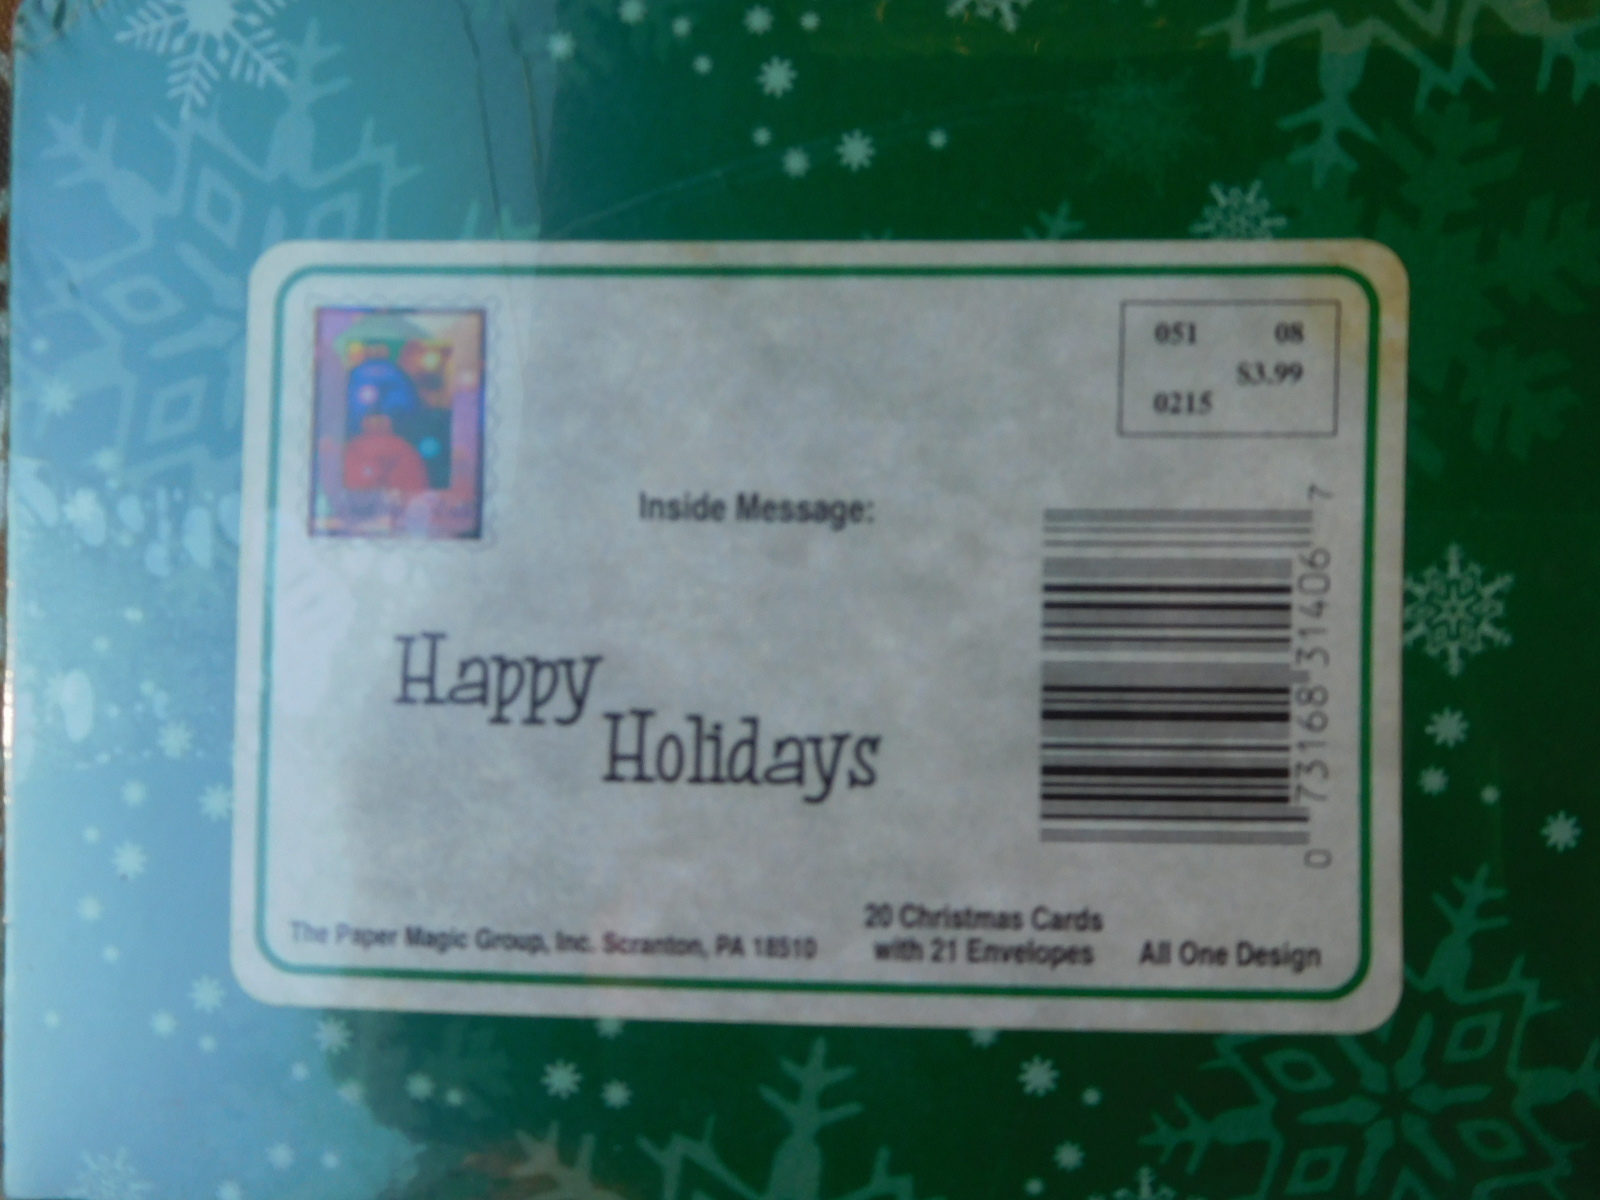 051 08
$3.99
0215
Inside Message:
Happy
Holidays
0 73168 31406 7
The Paper Magic Group, Inc. Scranton, PA 18510
20 Christmas Cards
with 21 Envelopes
All One Design